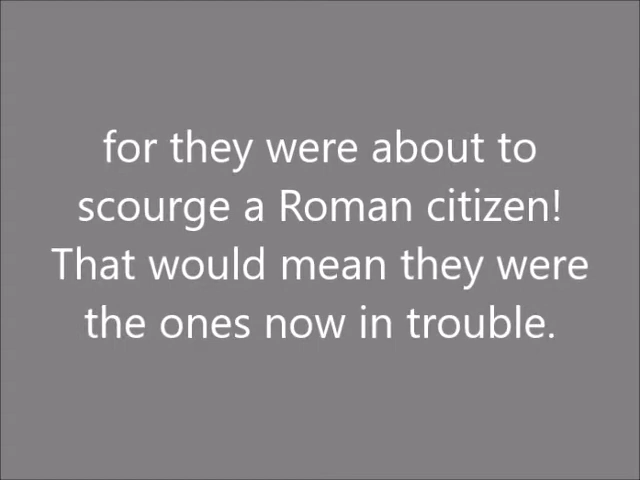 for they were about to
scourge a Roman citizen!
That would mean they were
the ones now in trouble.